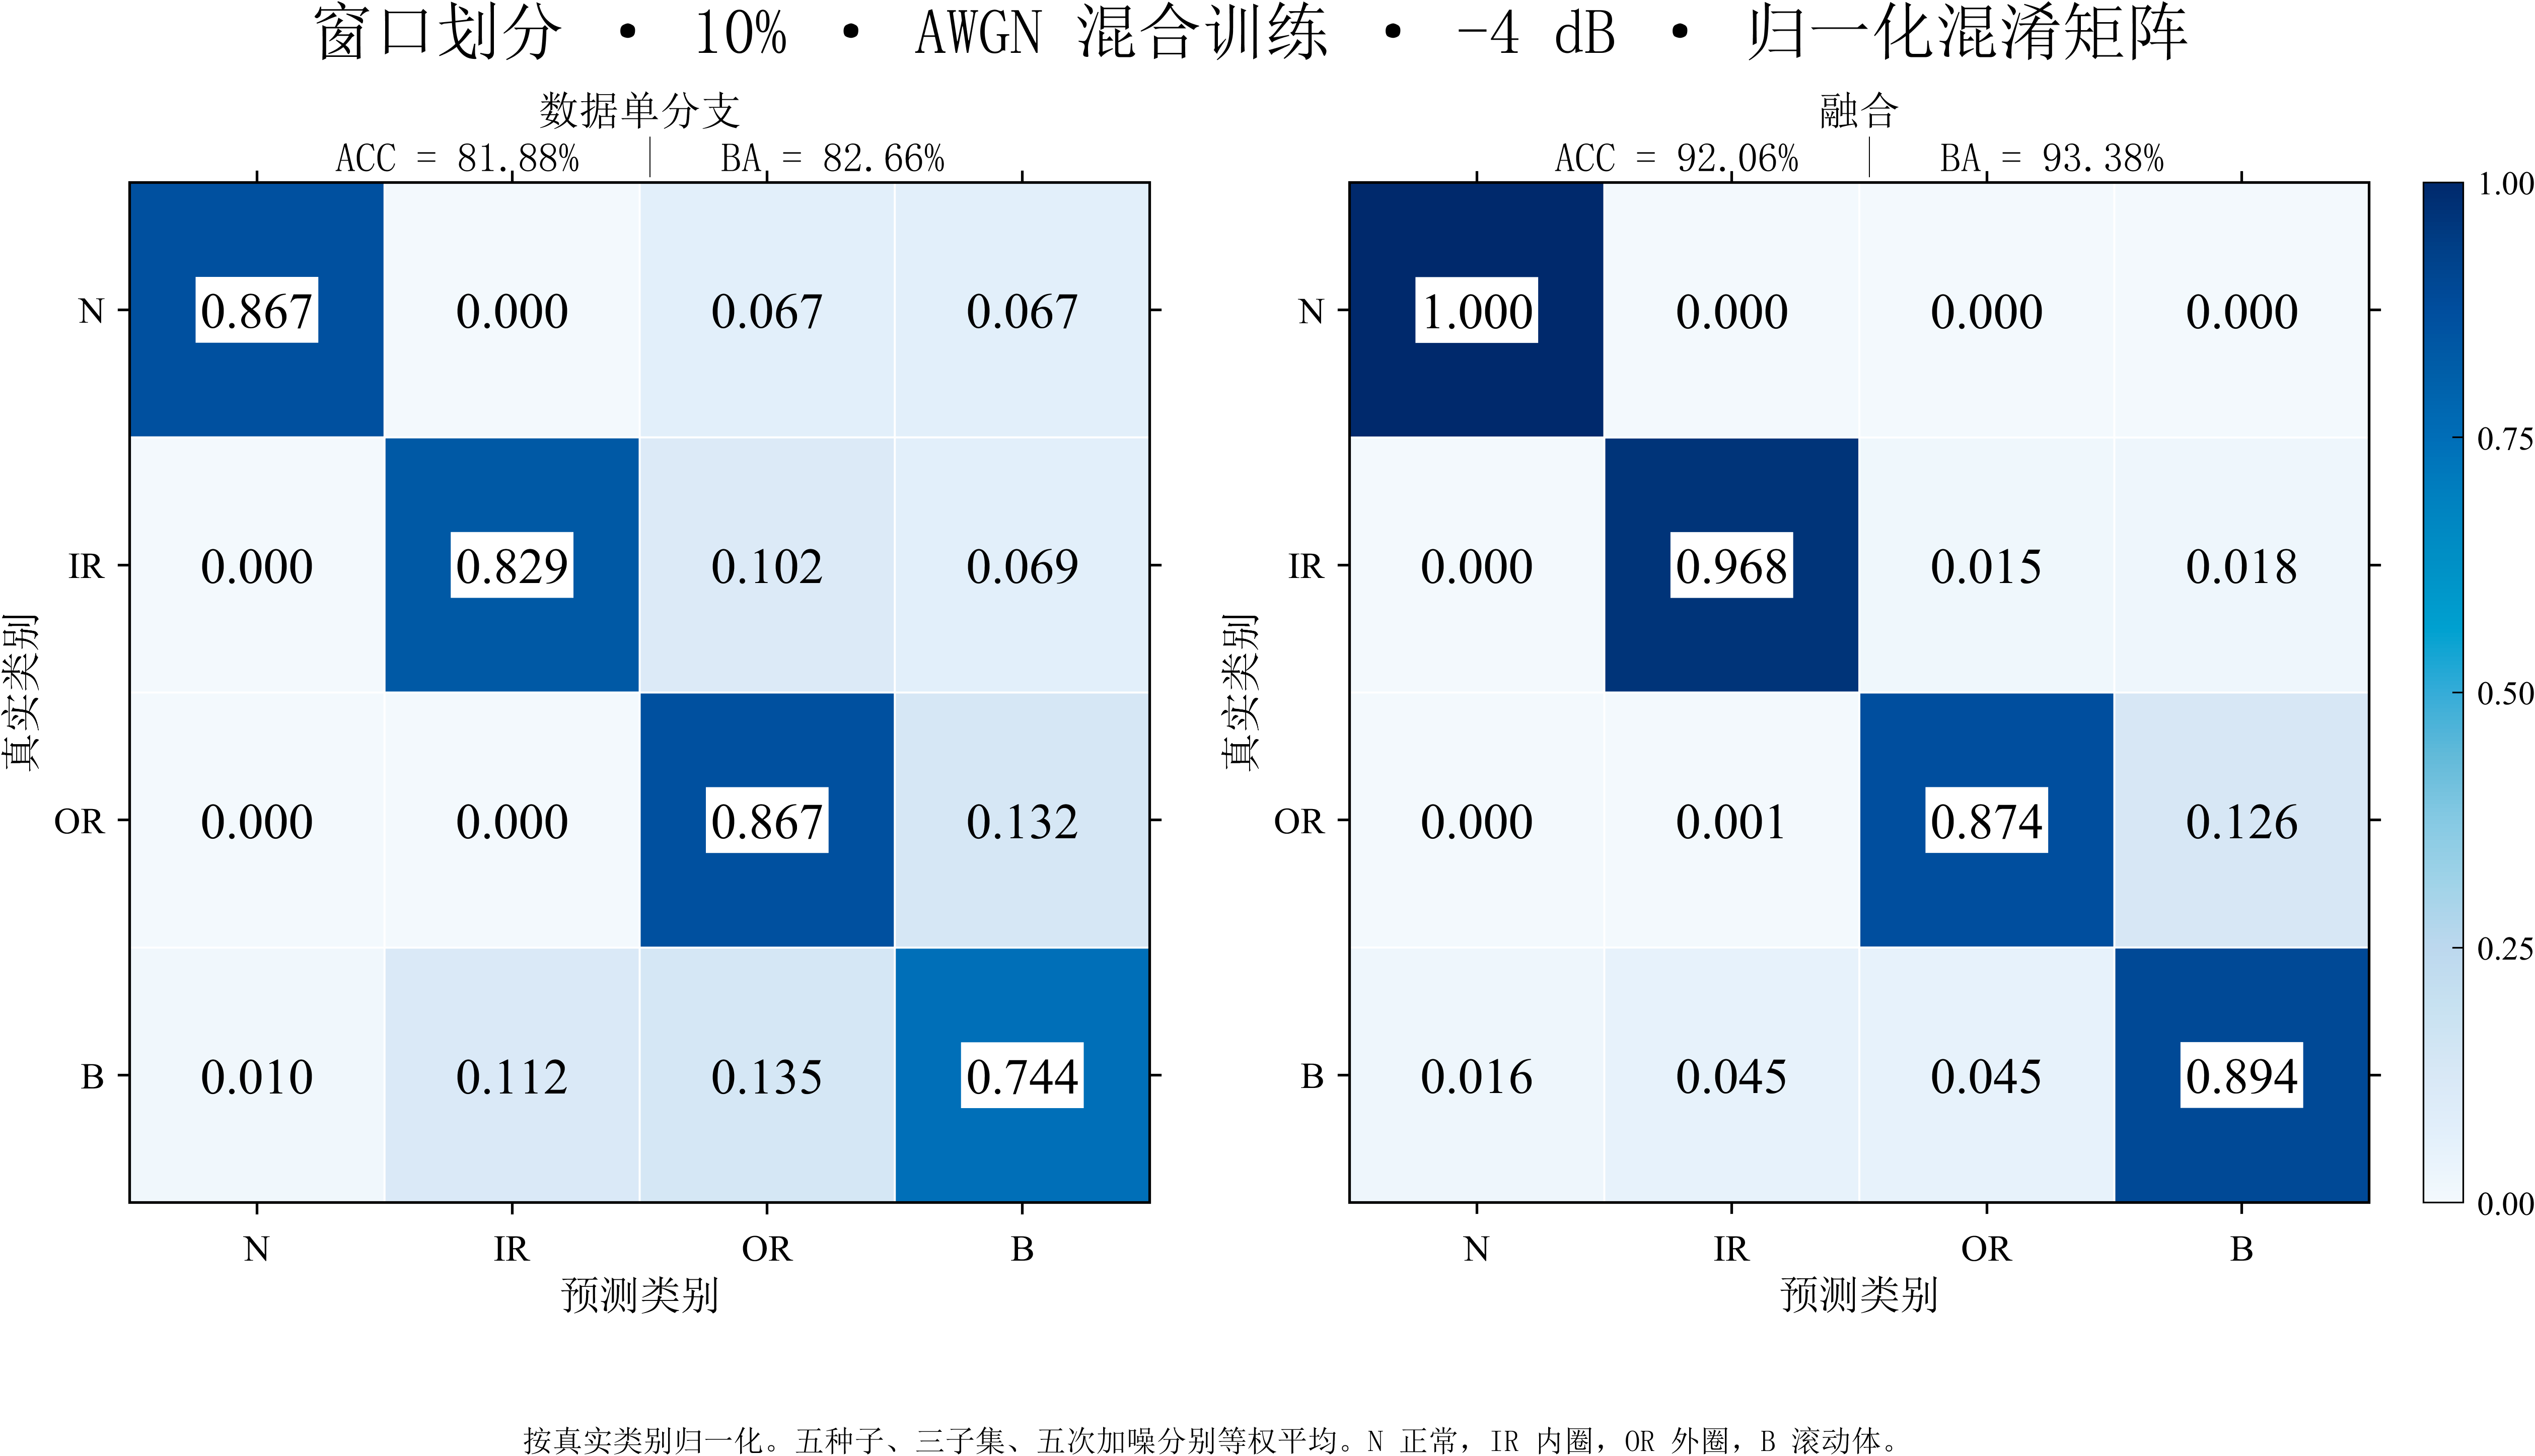 窗口划分 • 10% • AWGN 混合训练 • −4 dB • 归一化混淆矩阵
数据单分支
ACC = 81.88% | BA = 82.66%
真实类别
N 0.867 0.000 0.067 0.067
IR 0.000 0.829 0.102 0.069
OR 0.000 0.000 0.867 0.132
B 0.010 0.112 0.135 0.744
N IR OR B
预测类别
融合
ACC = 92.06% | BA = 93.38%
真实类别
N 1.000 0.000 0.000 0.000
IR 0.000 0.968 0.015 0.018
OR 0.000 0.001 0.874 0.126
B 0.016 0.045 0.045 0.894
N IR OR B
预测类别
1.00
0.75
0.50
0.25
0.00
按真实类别归一化。五种子、三子集、五次加噪分别等权平均。N 正常，IR 内圈，OR 外圈，B 滚动体。